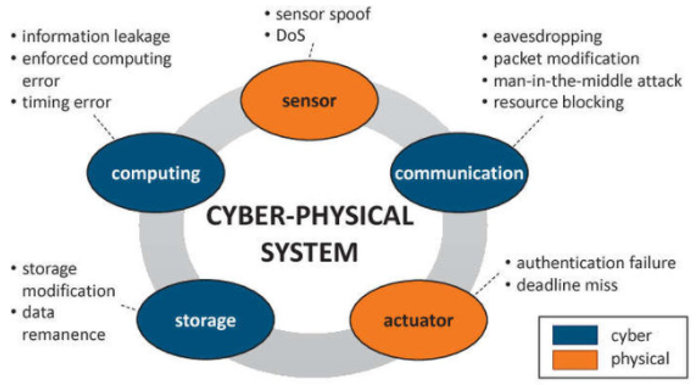 • sensor spoof
• DoS
• information leakage
• enforced computing
error
• timing error
• eavesdropping
• packet modification
• man-in-the-middle attack
• resource blocking
sensor
computing
communication
CYBER-PHYSICAL
SYSTEM
• storage
modification
• data
remanence
• authentication failure
• deadline miss
storage
actuator
cyber
physical